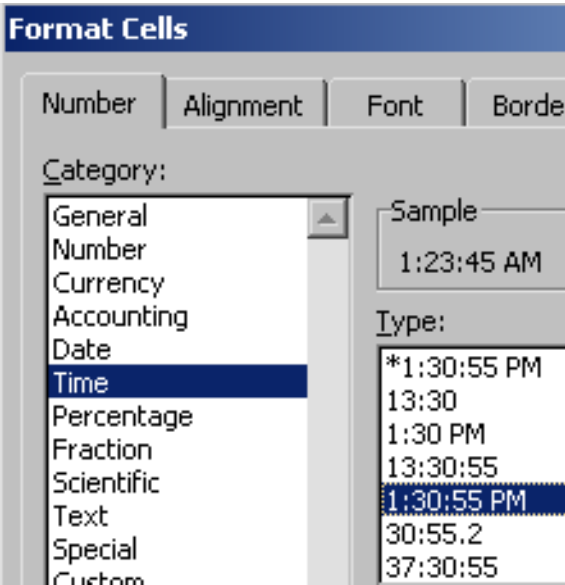 Format Cells
Number Alignment Font Borde
Category:
General
Number
Currency
Accounting
Date
Time
Percentage
Fraction
Scientific
Text
Special
Custom
Sample
1:23:45 AM
Type:
*1:30:55 PM
13:30
1:30 PM
13:30:55
1:30:55 PM
30:55.2
37:30:55